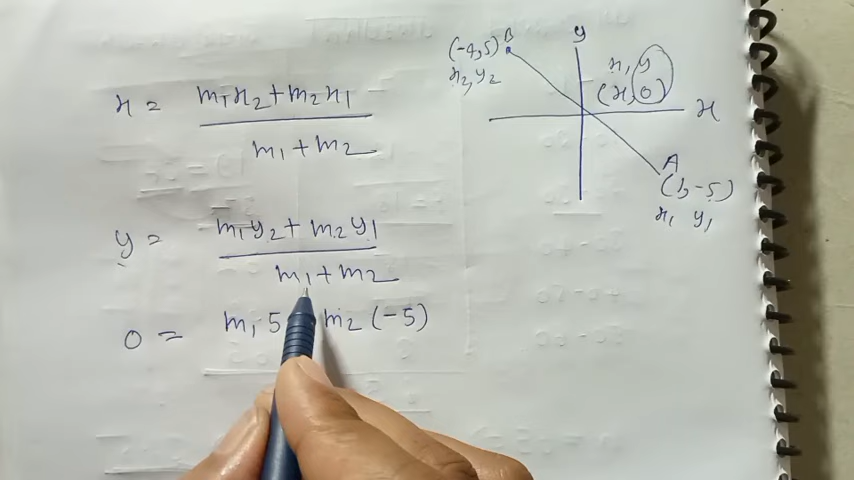 x = m₁x₂ + m₂x₁
m₁ + m₂
y = m₁y₂ + m₂y₁
m₁ + m₂
0 = m₁ 5 m₂ (-5)
y
(-4, 5) B
x₂, y₂
x, y
(x, 0)
x
A
(1, -5)
x₁ y₁